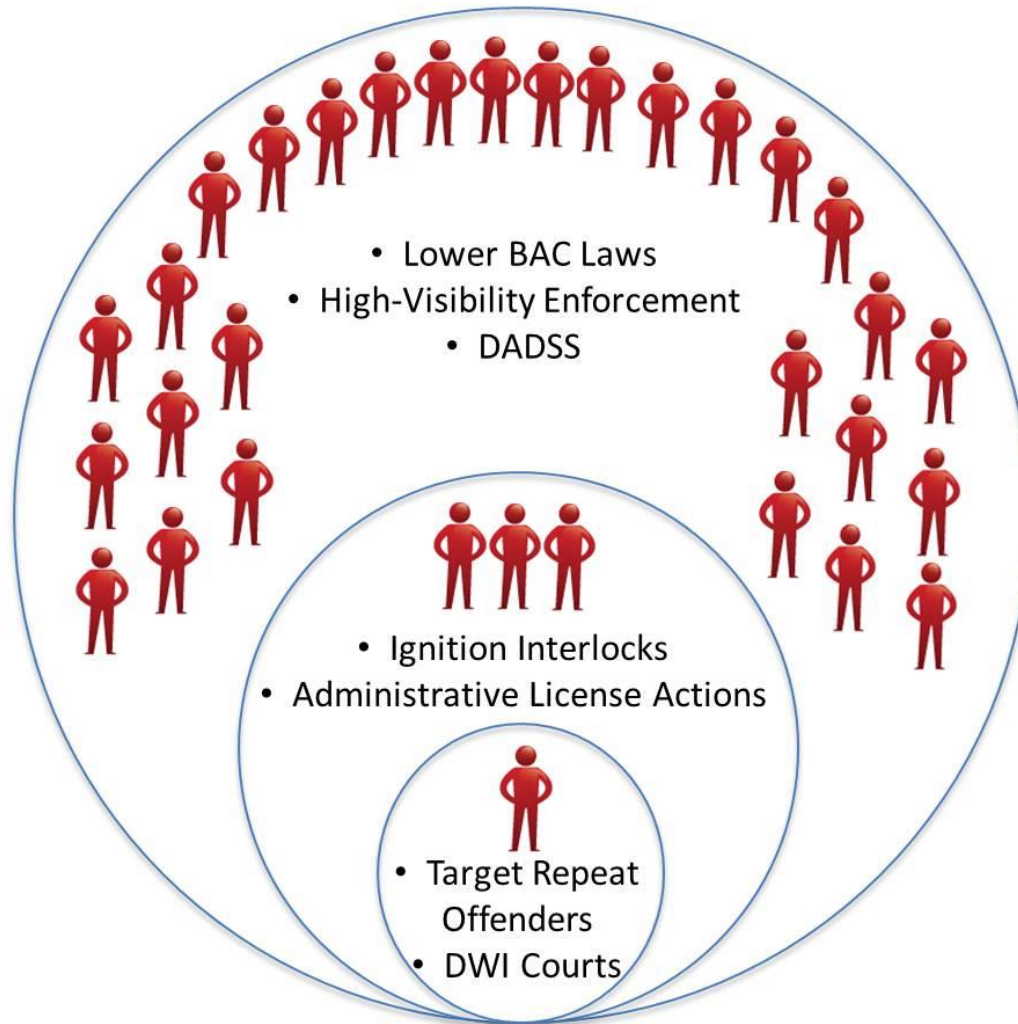 • Lower BAC Laws
• High-Visibility Enforcement
• DADSS
• Ignition Interlocks
• Administrative License Actions
• Target Repeat
Offenders
• DWI Courts